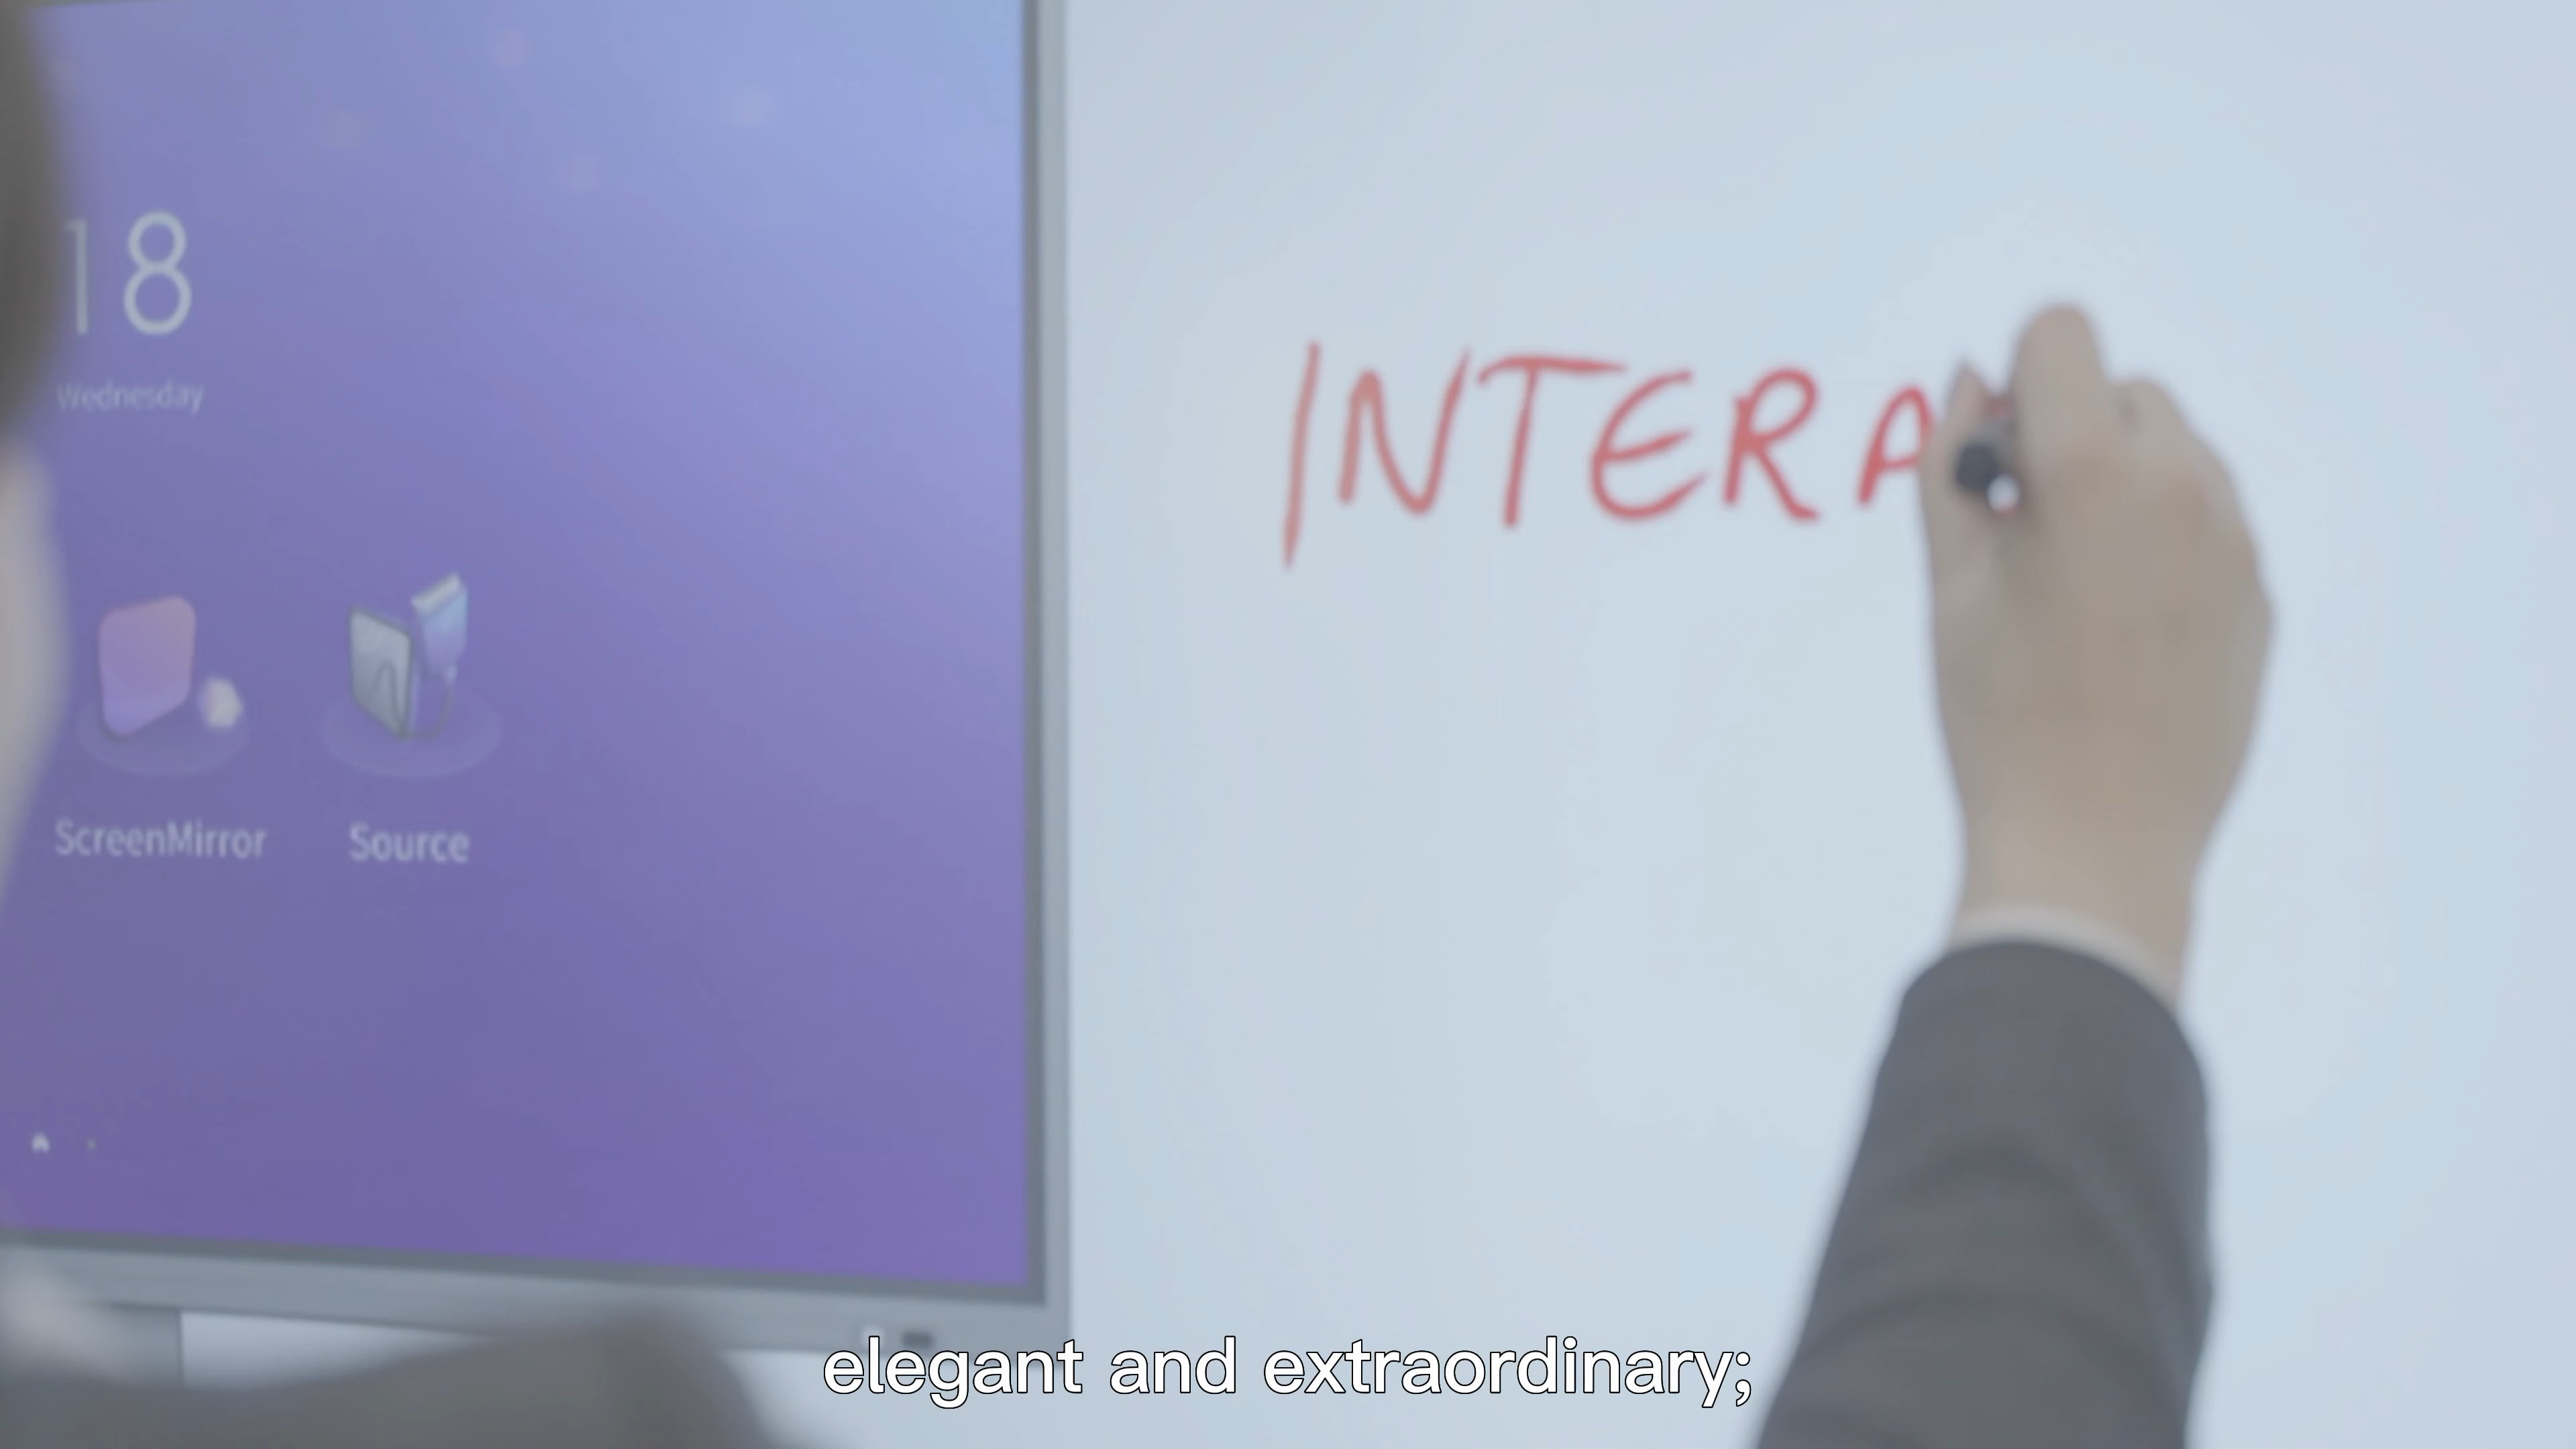 18
Wednesday
ScreenMirror
Source
INTERA
elegant and extraordinary;